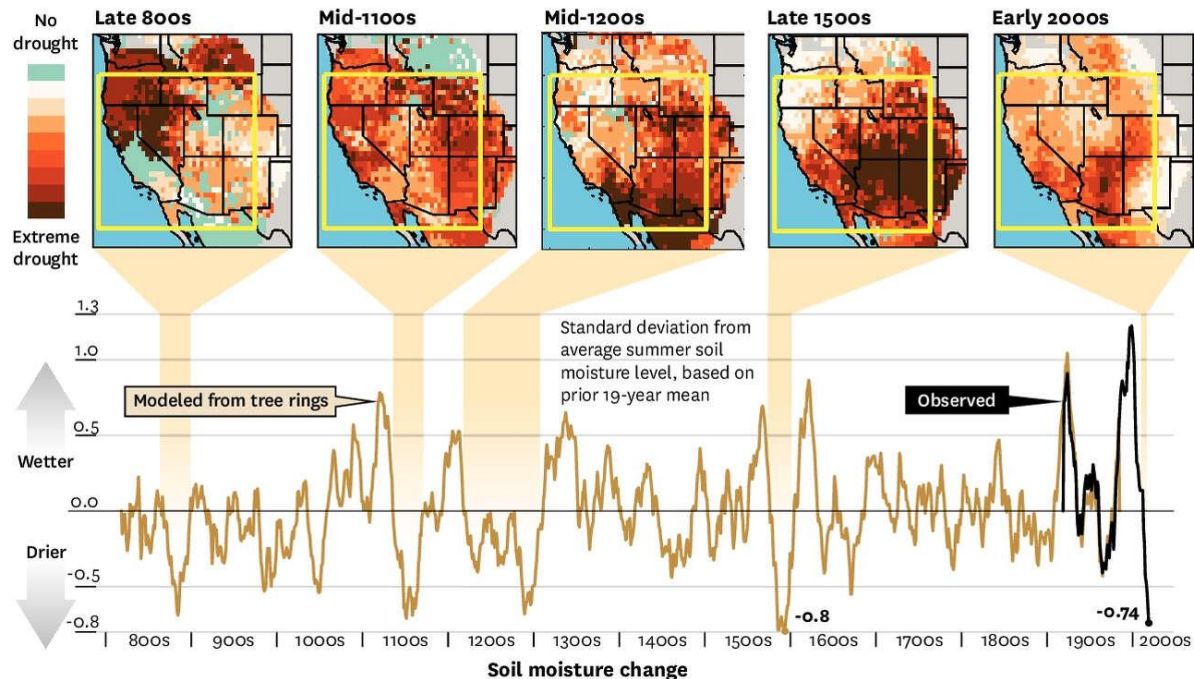 No
drought
Extreme
drought
Late 800s
Mid-1100s
Mid-1200s
Late 1500s
Early 2000s
1.3
1.0
0.5
0.0
-0.5
-0.8
Wetter
Drier
Modeled from tree rings
Standard deviation from
average summer soil
moisture level, based on
prior 19-year mean
Observed
-0.8
-0.74
800s 900s 1000s 1100s 1200s 1300s 1400s 1500s 1600s 1700s 1800s 1900s 2000s
Soil moisture change